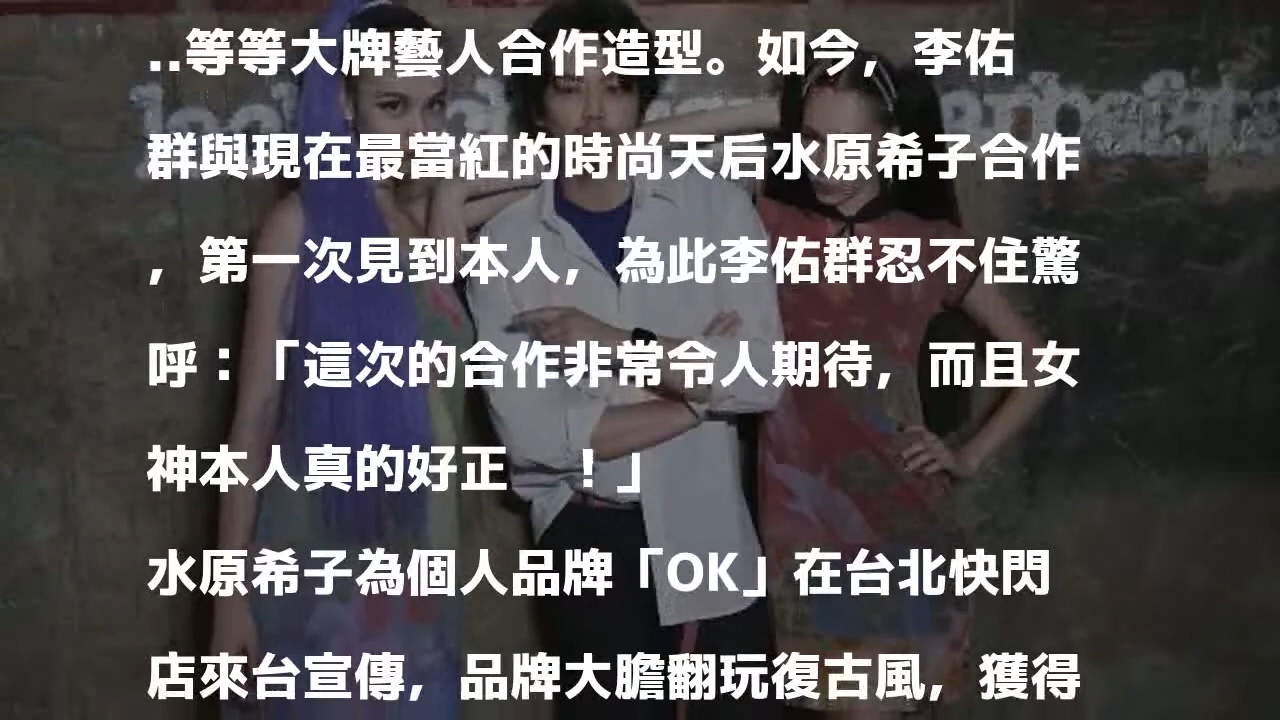 ..等等大牌藝人合作造型。如今，李佑
群與現在最當紅的時尚天后水原希子合作
，第一次見到本人，為此李佑群忍不住驚
呼：「這次的合作非常令人期待，而且女
神本人真的好正　！」
水原希子為個人品牌「OK」在台北快閃
店來台宣傳，品牌大膽翻玩復古風，獲得